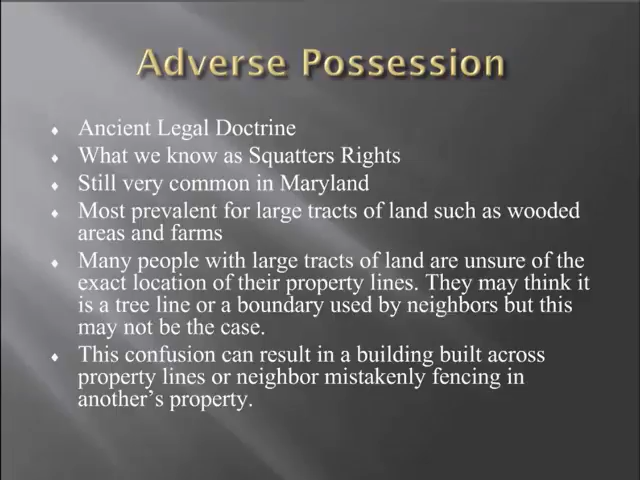 Adverse Possession
Ancient Legal Doctrine
What we know as Squatters Rights
Still very common in Maryland
Most prevalent for large tracts of land such as wooded
areas and farms
Many people with large tracts of land are unsure of the
exact location of their property lines. They may think it
is a tree line or a boundary used by neighbors but this
may not be the case.
This confusion can result in a building built across
property lines or neighbor mistakenly fencing in
another's property.